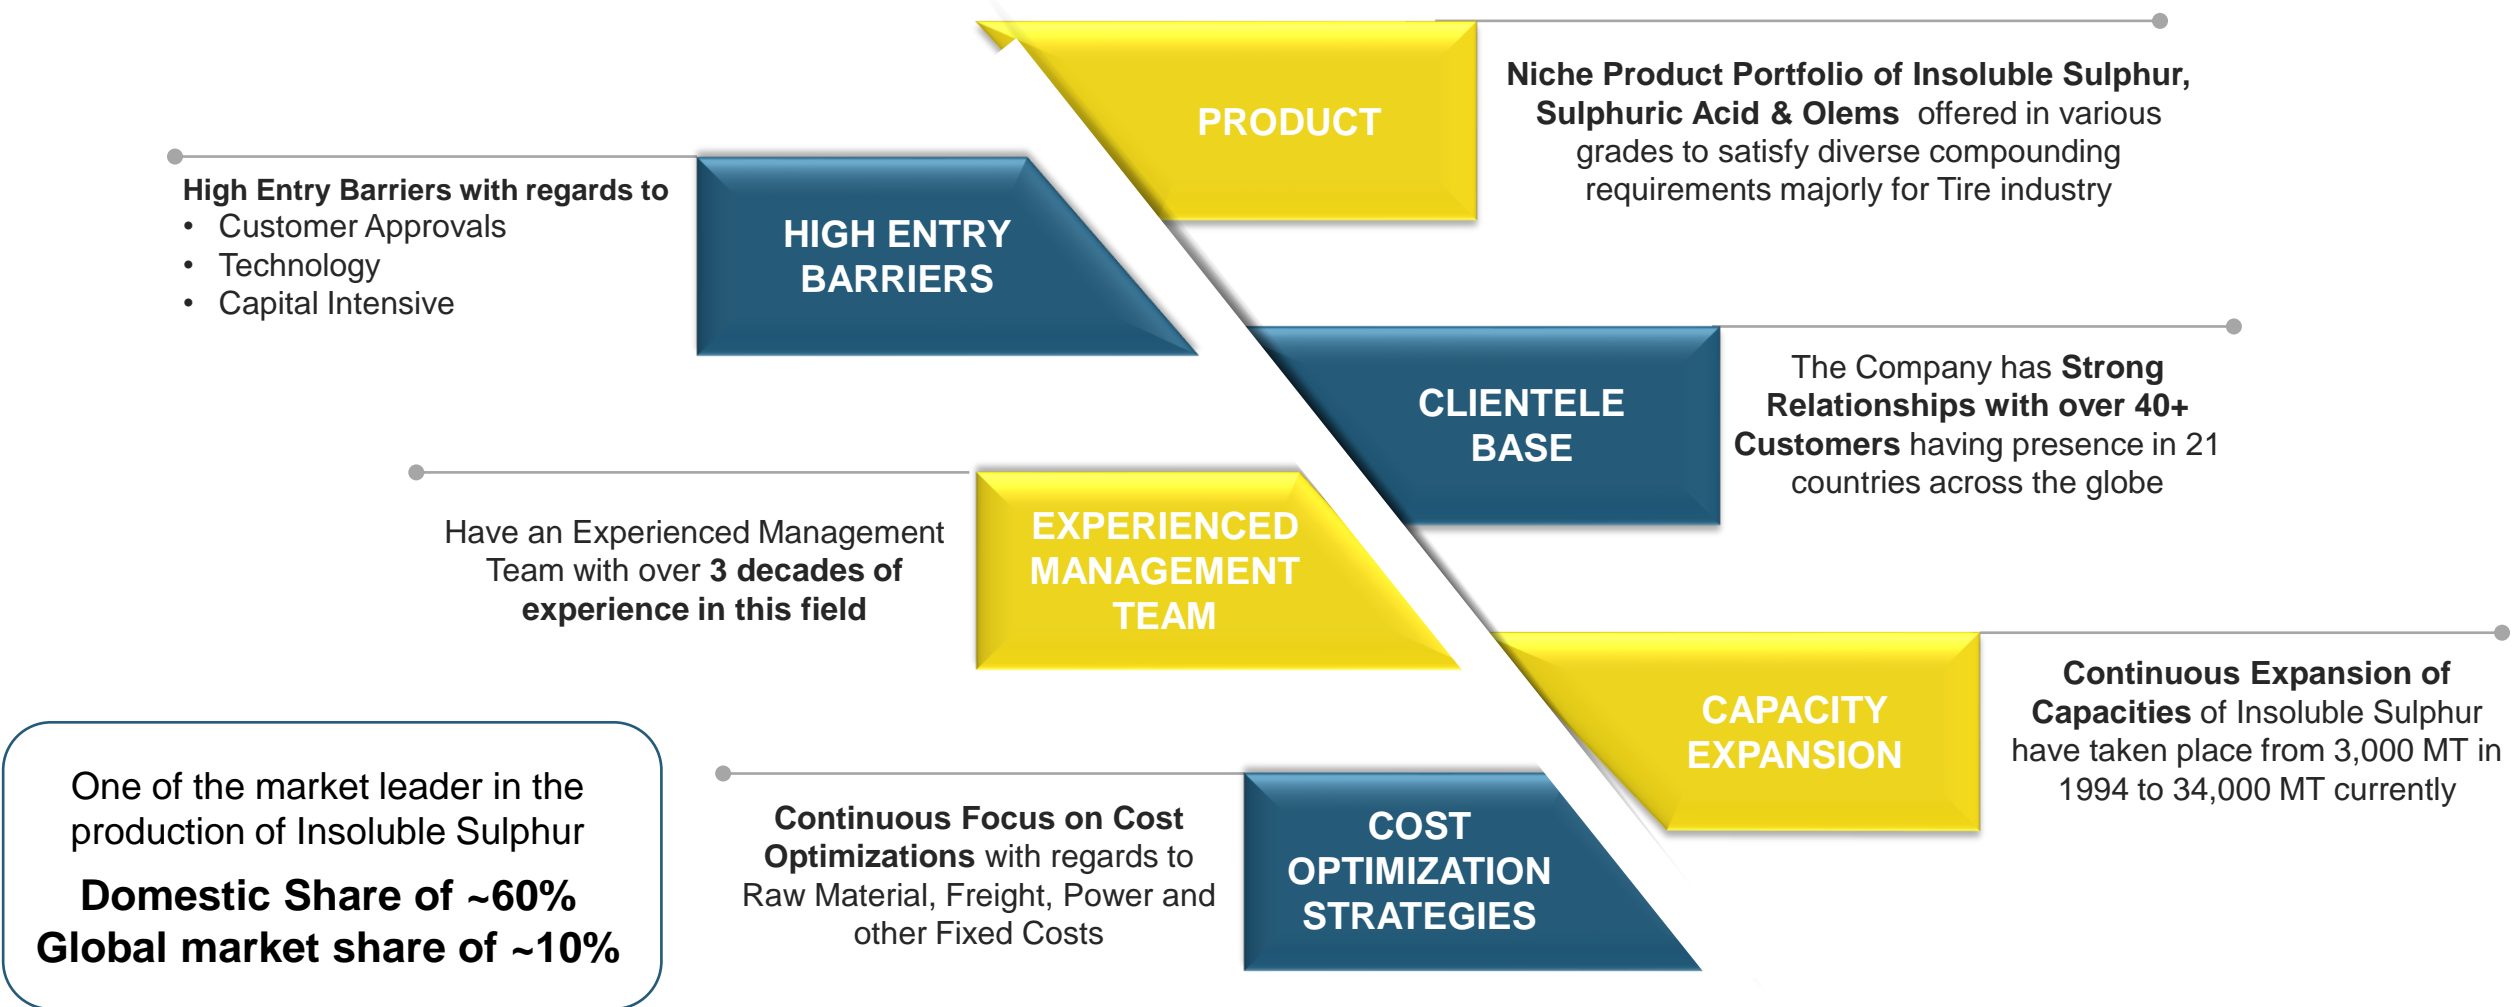 PRODUCT
Niche Product Portfolio of Insoluble Sulphur,
Sulphuric Acid & Olems offered in various
grades to satisfy diverse compounding
requirements majorly for Tire industry
High Entry Barriers with regards to
• Customer Approvals
• Technology
• Capital Intensive
HIGH ENTRY
BARRIERS
CLIENTELE
BASE
The Company has Strong
Relationships with over 40+
Customers having presence in 21
countries across the globe
Have an Experienced Management
Team with over 3 decades of
experience in this field
EXPERIENCED
MANAGEMENT
TEAM
CAPACITY
EXPANSION
Continuous Expansion of
Capacities of Insoluble Sulphur
have taken place from 3,000 MT in
1994 to 34,000 MT currently
One of the market leader in the
production of Insoluble Sulphur
Domestic Share of ~60%
Global market share of ~10%
Continuous Focus on Cost
Optimizations with regards to
Raw Material, Freight, Power and
other Fixed Costs
COST
OPTIMIZATION
STRATEGIES